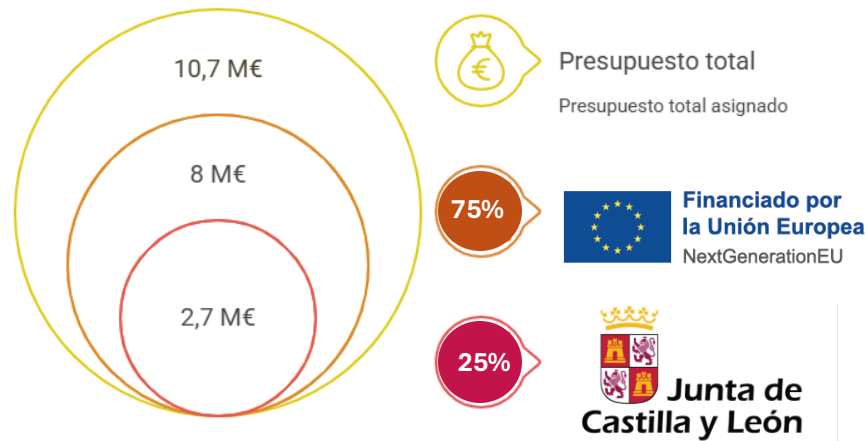 10,7 M€
8 M€
2,7 M€
€
Presupuesto total
Presupuesto total asignado
75%
Financiado por
la Unión Europea
NextGenerationEU
25%
Junta de
Castilla y León